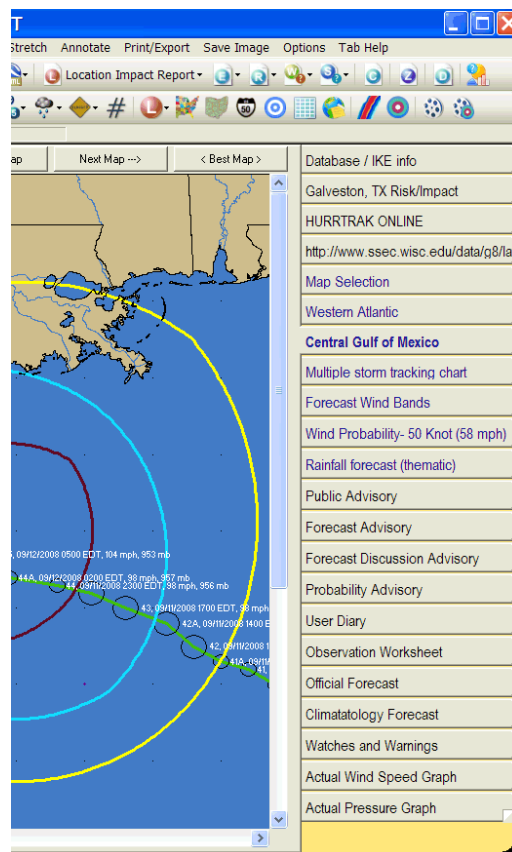 T
Stretch Annotate Print/Export Save Image Options Tab Help
Location Impact Report
ap
Next Map --->
< Best Map >
Database / IKE info
Galveston, TX Risk/Impact
HURRTRAK ONLINE
http://www.ssec.wisc.edu/data/g8/la
Map Selection
Western Atlantic
Central Gulf of Mexico
Multiple storm tracking chart
Forecast Wind Bands
Wind Probability- 50 Knot (58 mph)
Rainfall forecast (thematic)
Public Advisory
Forecast Advisory
Forecast Discussion Advisory
Probability Advisory
User Diary
Observation Worksheet
Official Forecast
Climatatology Forecast
Watches and Warnings
Actual Wind Speed Graph
Actual Pressure Graph
, 09/12/2008 0500 EDT, 104 mph, 953 mb
44A, 09/12/2008 0200 EDT, 98 mph, 957 mb
44, 09/11/2008 2300 EDT, 98 mph, 956 mb
43, 09/11/2008 1700 EDT, 98 mph
42A, 09/11/2008 1400 E
42, 09/11/2008 1
41A, 09/11/
41,